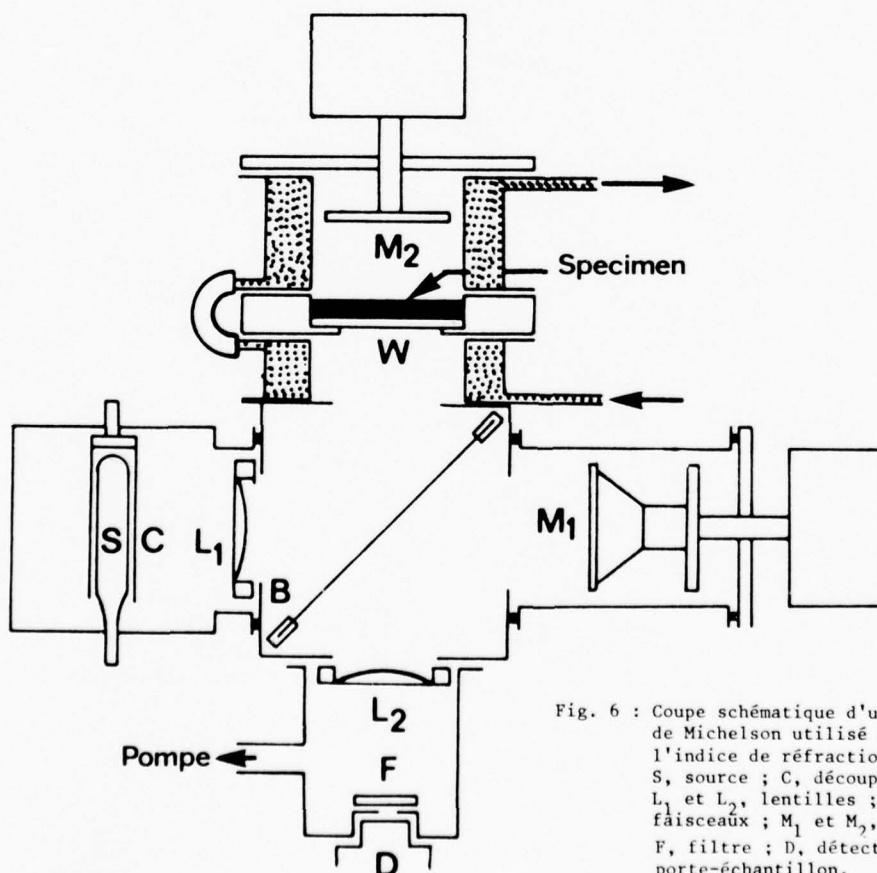 M2
Specimen
W
S C L1
M1
B
L2
Pompe
F
D
Fig. 6 : Coupe schématique d'u
de Michelson utilisé
l'indice de réfraction
S, source ; C, découp
L1 et L2, lentilles ;
faisceaux ; M1 et M2,
F, filtre ; D, détect
porte-échantillon.